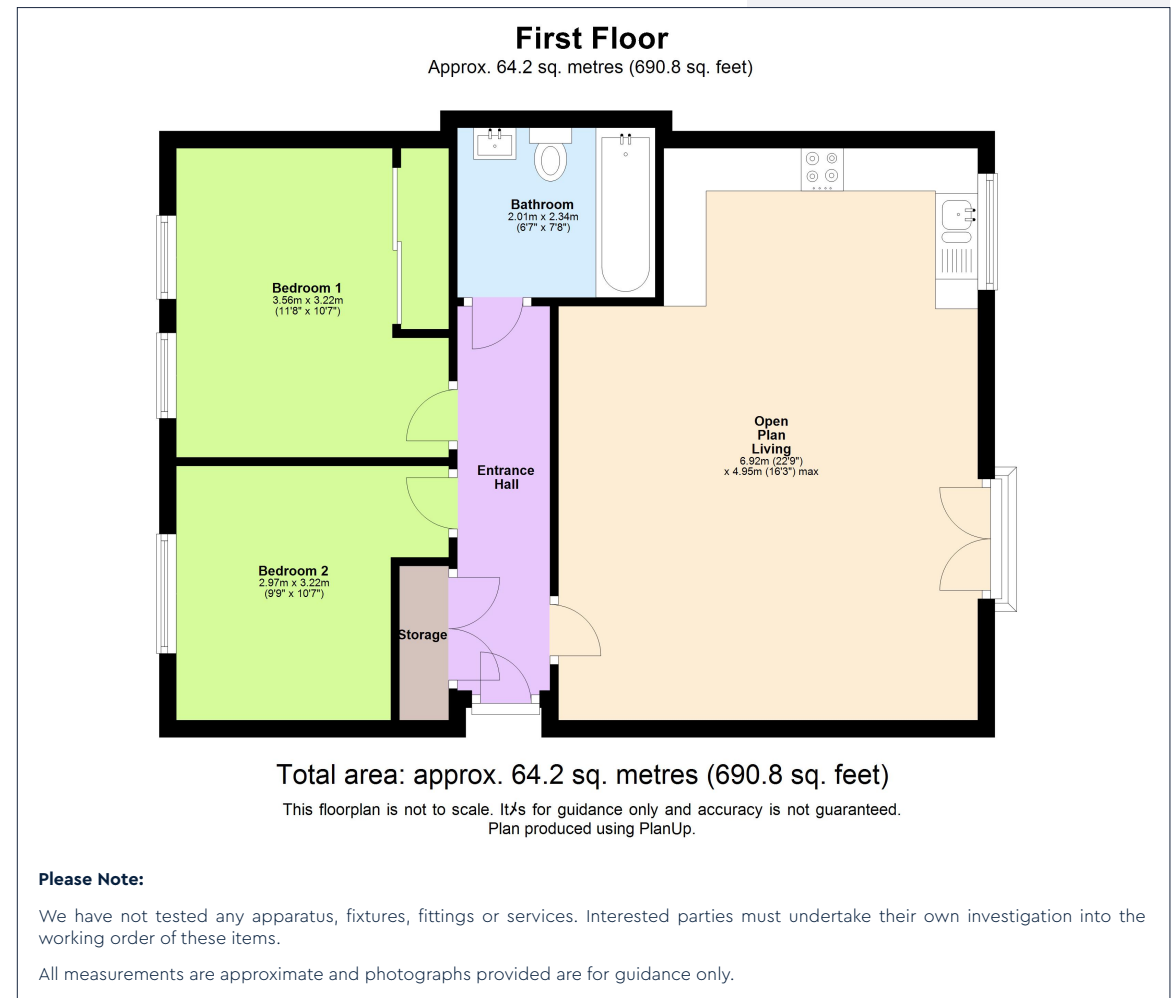 First Floor
Approx. 64.2 sq. metres (690.8 sq. feet)
Bathroom
2.01m x 2.34m
(6'7" x 7'8")
Bedroom 1
3.56m x 3.22m
(11'8" x 10'7")
Open
Plan
Living
6.92m (22'9")
x 4.95m (16'3") max
Entrance
Hall
Bedroom 2
2.97m x 3.22m
(9'9" x 10'7")
Storage
Total area: approx. 64.2 sq. metres (690.8 sq. feet)
This floorplan is not to scale. It's for guidance only and accuracy is not guaranteed.
Plan produced using PlanUp.
Please Note:
We have not tested any apparatus, fixtures, fittings or services. Interested parties must undertake their own investigation into the
working order of these items.
All measurements are approximate and photographs provided are for guidance only.